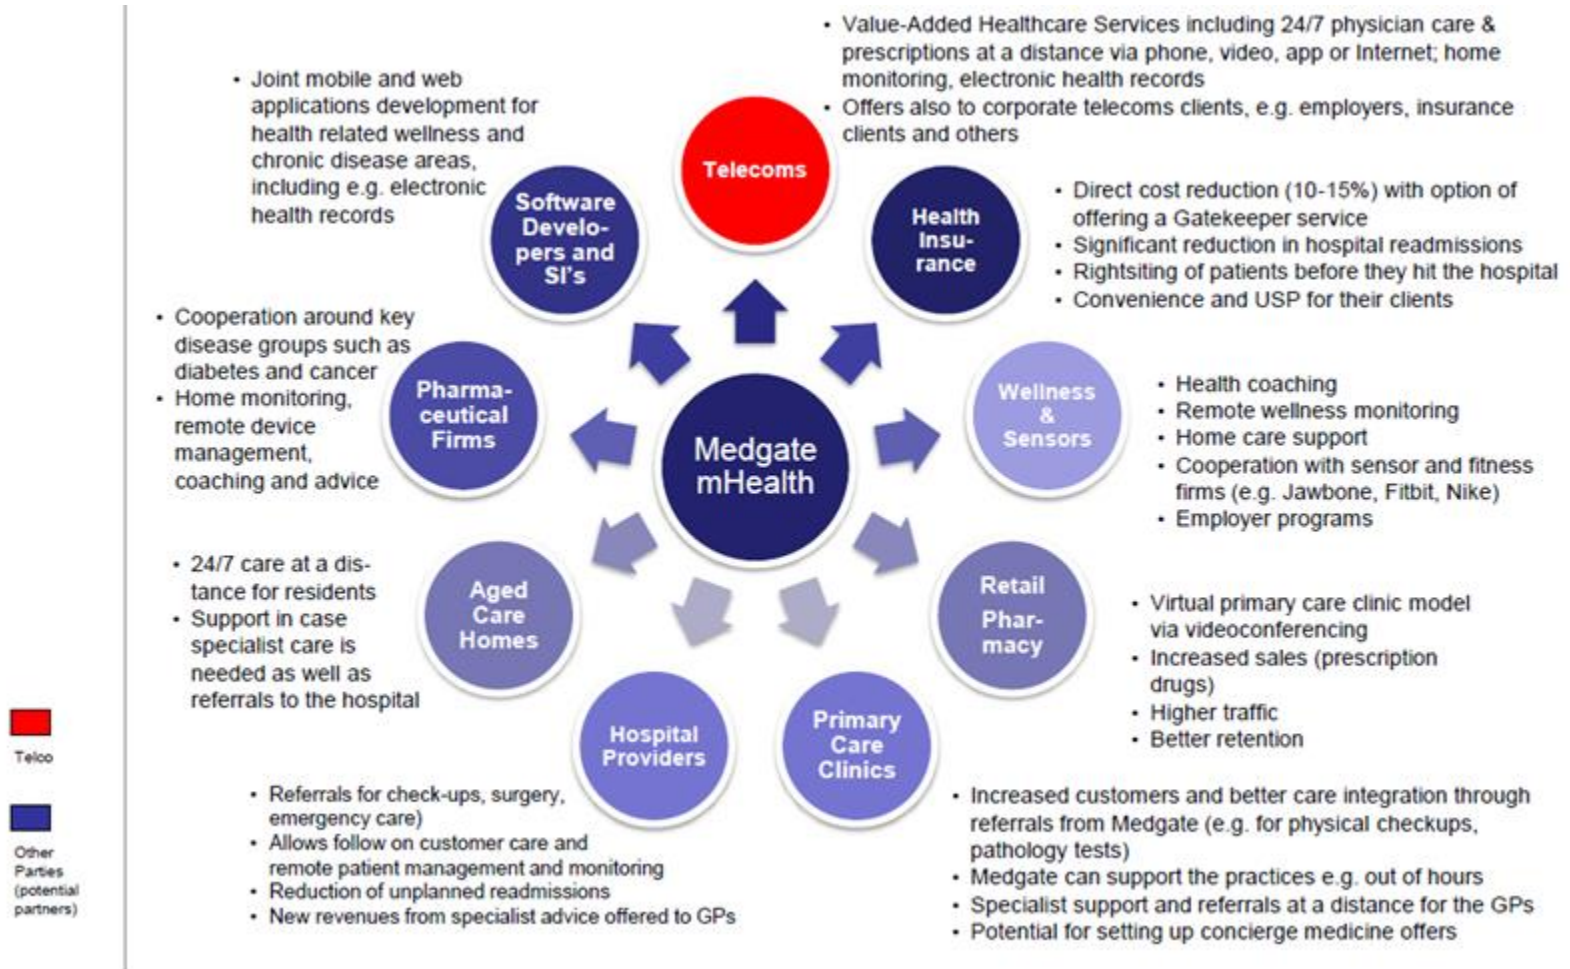 • Value-Added Healthcare Services including 24/7 physician care &
prescriptions at a distance via phone, video, app or Internet; home
monitoring, electronic health records
• Offers also to corporate telecoms clients, e.g. employers, insurance
clients and others
• Joint mobile and web
applications development for
health related wellness and
chronic disease areas,
including e.g. electronic
health records
Telecoms
Software
Develo-
pers and
SI's
Health
Insu-
rance
• Direct cost reduction (10-15%) with option of
offering a Gatekeeper service
• Significant reduction in hospital readmissions
• Rightsiting of patients before they hit the hospital
• Convenience and USP for their clients
• Cooperation around key
disease groups such as
diabetes and cancer
• Home monitoring,
remote device
management,
coaching and advice
Pharma-
ceutical
Firms
Medgate
mHealth
Wellness
&
Sensors
• Health coaching
• Remote wellness monitoring
• Home care support
• Cooperation with sensor and fitness
firms (e.g. Jawbone, Fitbit, Nike)
• Employer programs
• 24/7 care at a dis-
tance for residents
• Support in case
specialist care is
needed as well as
referrals to the hospital
Aged
Care
Homes
Retail
Phar-
macy
• Virtual primary care clinic model
via videoconferencing
• Increased sales (prescription
drugs)
• Higher traffic
• Better retention
Hospital
Providers
Primary
Care
Clinics
• Referrals for check-ups, surgery,
emergency care)
• Allows follow on customer care and
remote patient management and monitoring
• Reduction of unplanned readmissions
• New revenues from specialist advice offered to GPs
• Increased customers and better care integration through
referrals from Medgate (e.g. for physical checkups,
pathology tests)
• Medgate can support the practices e.g. out of hours
• Specialist support and referrals at a distance for the GPs
• Potential for setting up concierge medicine offers
Telco
Other
Parties
(potential
partners)